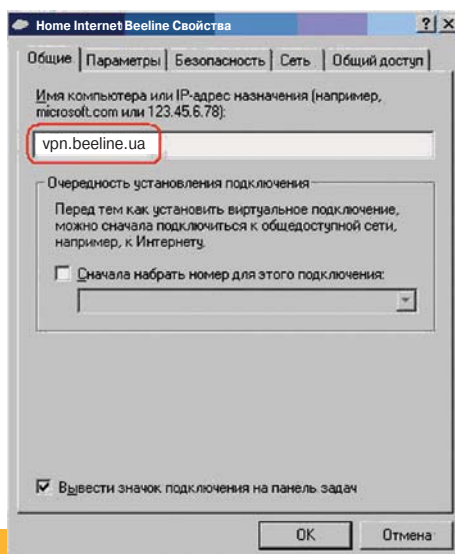 Home Internet Beeline Свойства
Общие Параметры Безопасность Сеть Общий доступ
Имя компьютера или IP-адрес назначения (например,
microsoft.com или 123.45.6.78):
vpn.beeline.ua
Очередность установления подключения
Перед тем как установить виртуальное подключение,
можно сначала подключиться к общедоступной сети,
например, к Интернету.
Сначала набрать номер для этого подключения:
Вывести значок подключения на панель задач
OK Отмена